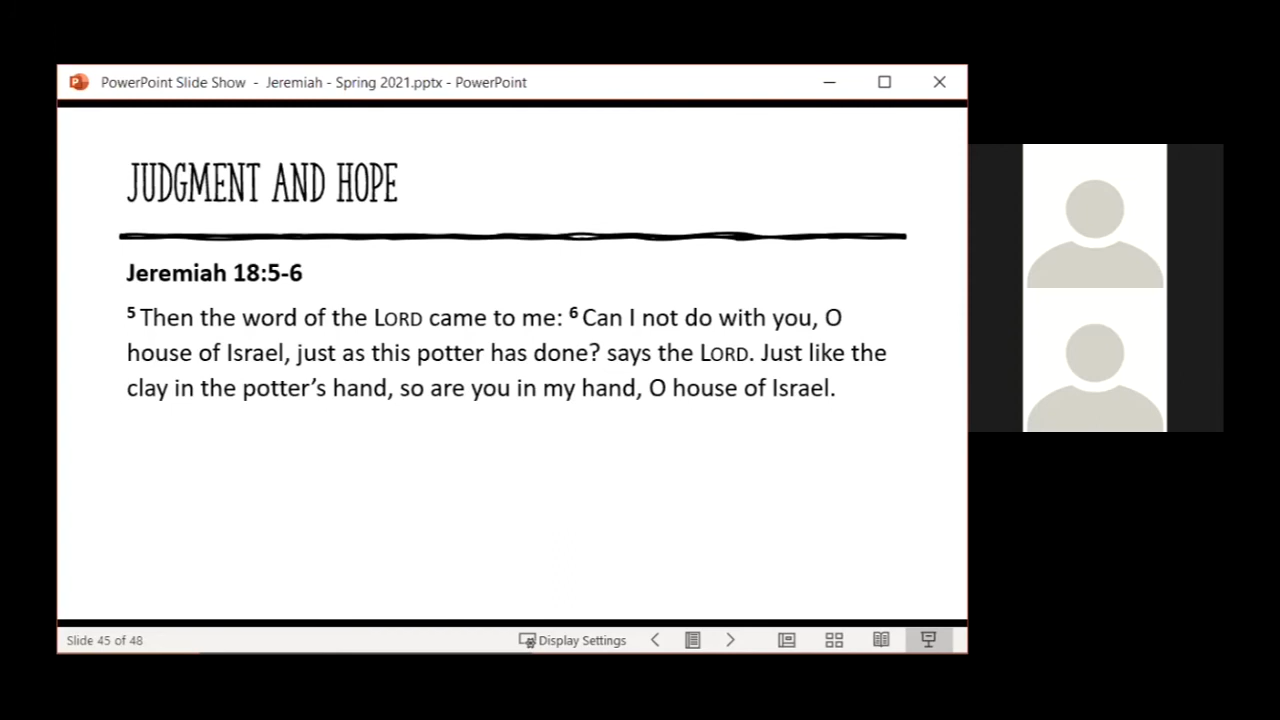 PowerPoint Slide Show - Jeremiah - Spring 2021.pptx - PowerPoint
JUDGMENT AND HOPE
Jeremiah 18:5-6
5 Then the word of the LORD came to me: 6 Can I not do with you, O
house of Israel, just as this potter has done? says the LORD. Just like the
clay in the potter’s hand, so are you in my hand, O house of Israel.
Slide 45 of 48
Display Settings